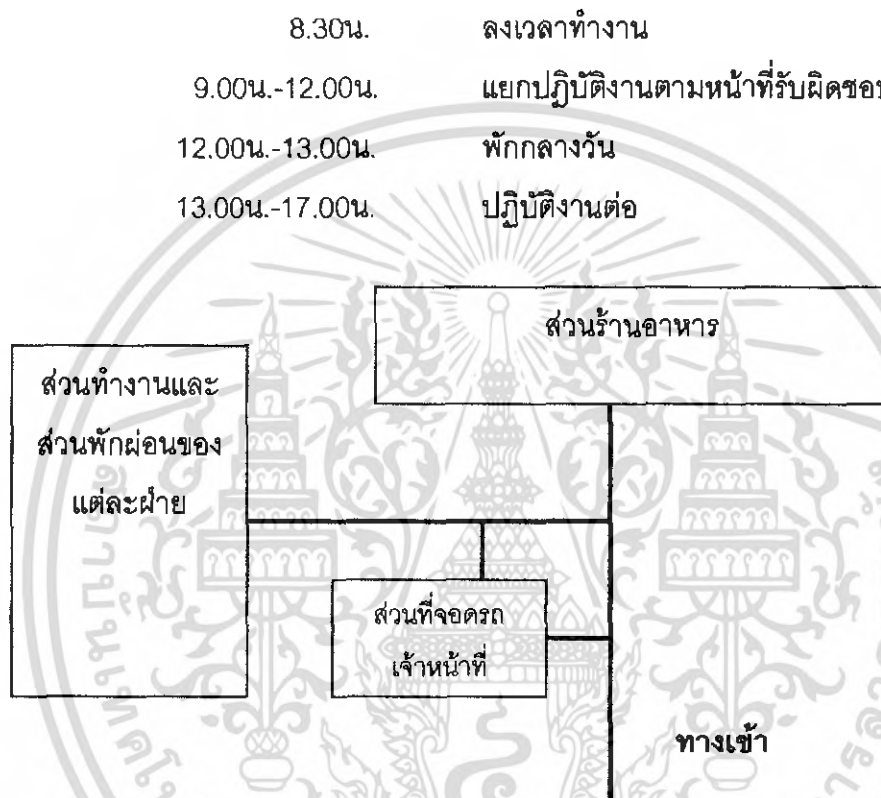 8.30น. ลงเวลาทำงาน
9.00น.-12.00น. แยกปฎิบัติงานตามหน้าที่รับผิดชอบ
12.00น.-13.00น. พักกลางวัน
13.00น.-17.00น. ปฎิบัติงานต่อ
ส่วนร้านอาหาร
ส่วนทำงานและ
ส่วนพักผ่อนของ
แต่ละฝ่าย
ส่วนที่จอดรถ
เจ้าหน้าที่
ทางเข้า